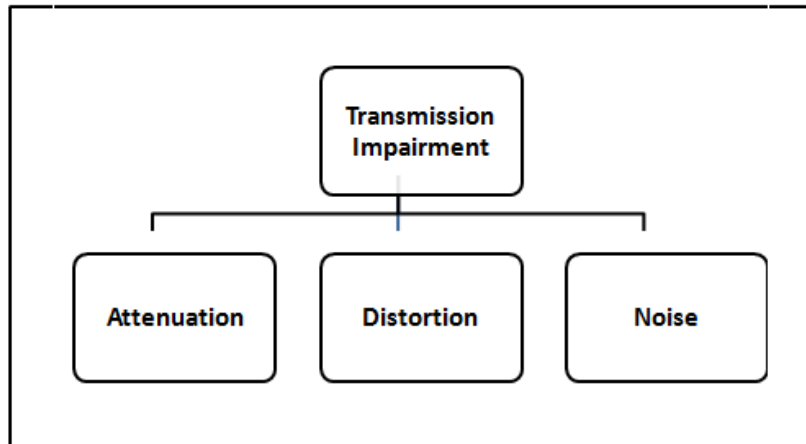 Transmission
Impairment
Attenuation
Distortion
Noise